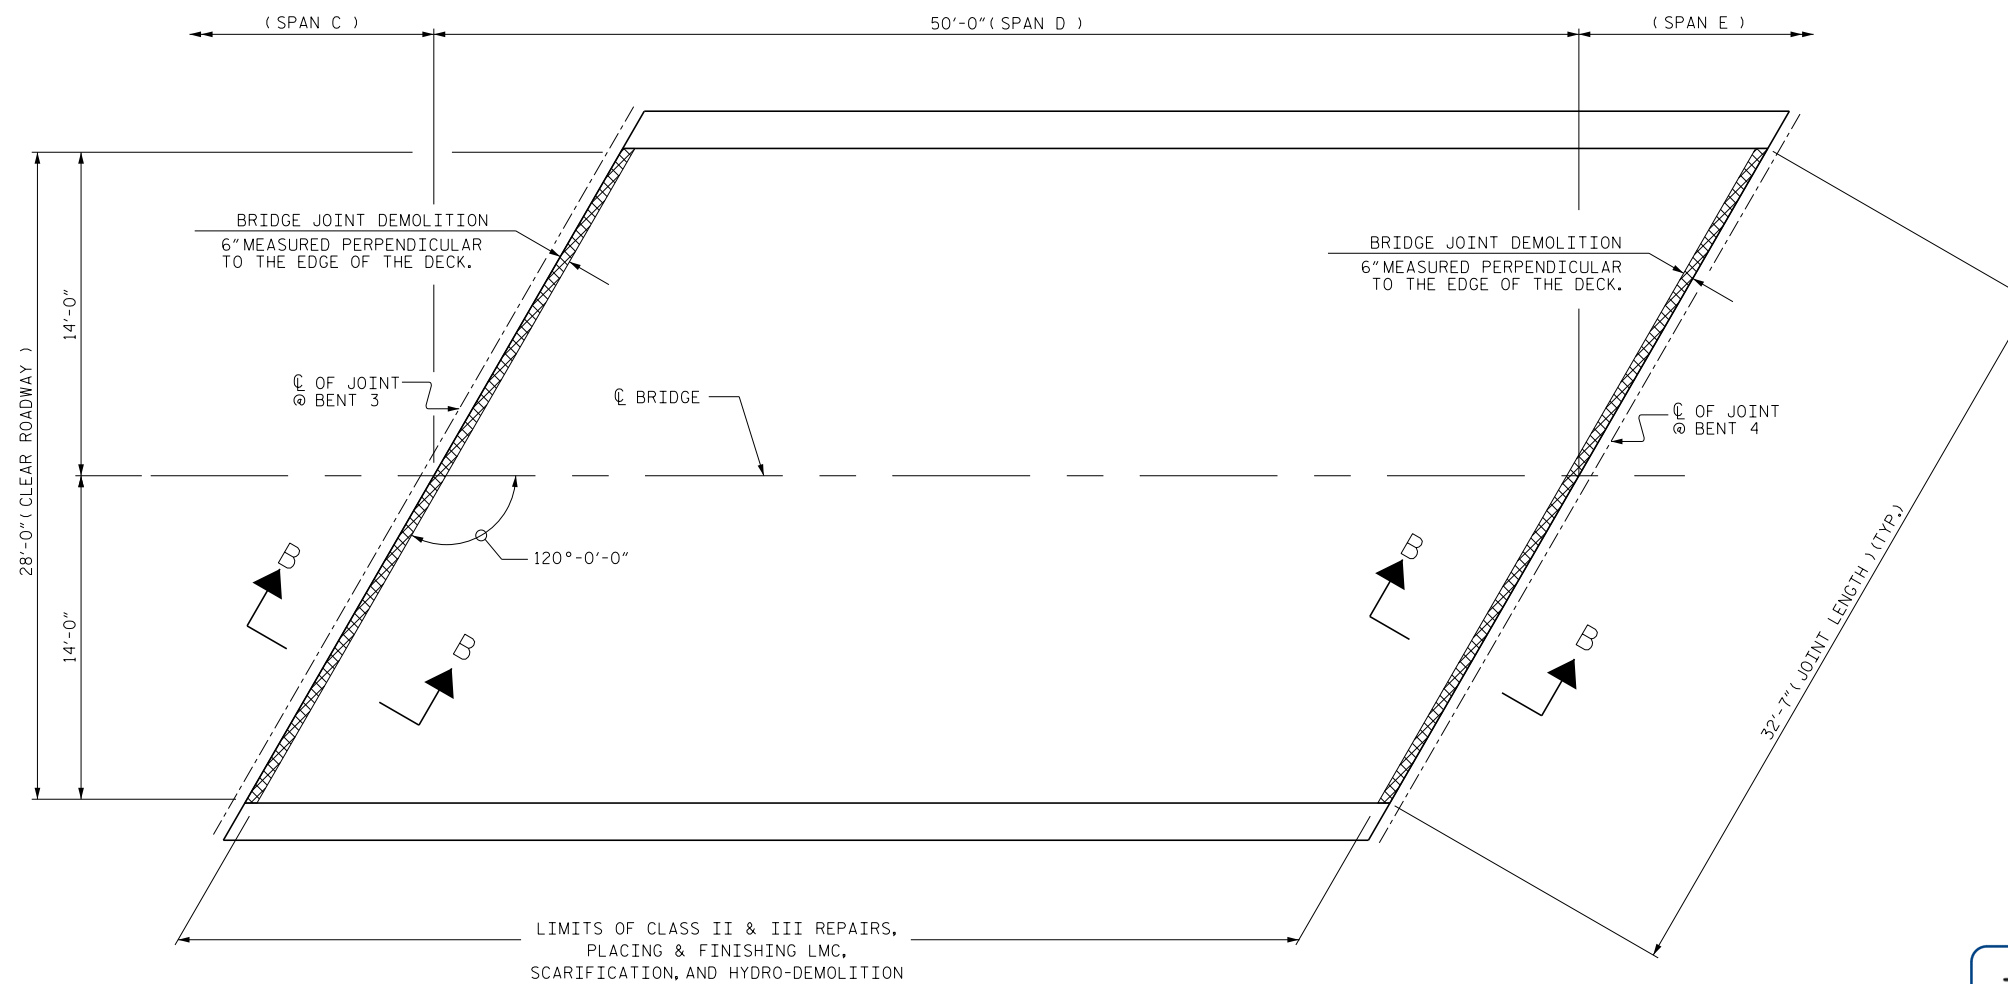 ( SPAN C )
50'-0" ( SPAN D )
( SPAN E )
BRIDGE JOINT DEMOLITION
6" MEASURED PERPENDICULAR
TO THE EDGE OF THE DECK.
BRIDGE JOINT DEMOLITION
6" MEASURED PERPENDICULAR
TO THE EDGE OF THE DECK.
14'-0"
28'-0" ( CLEAR ROADWAY )
℄ OF JOINT
@ BENT 3
℄ BRIDGE
℄ OF JOINT
@ BENT 4
120°-0'-0"
B
B
B
B
14'-0"
32'-7" ( JOINT LENGTH ) (TYP.)
LIMITS OF CLASS II & III REPAIRS,
PLACING & FINISHING LMC,
SCARIFICATION, AND HYDRO-DEMOLITION